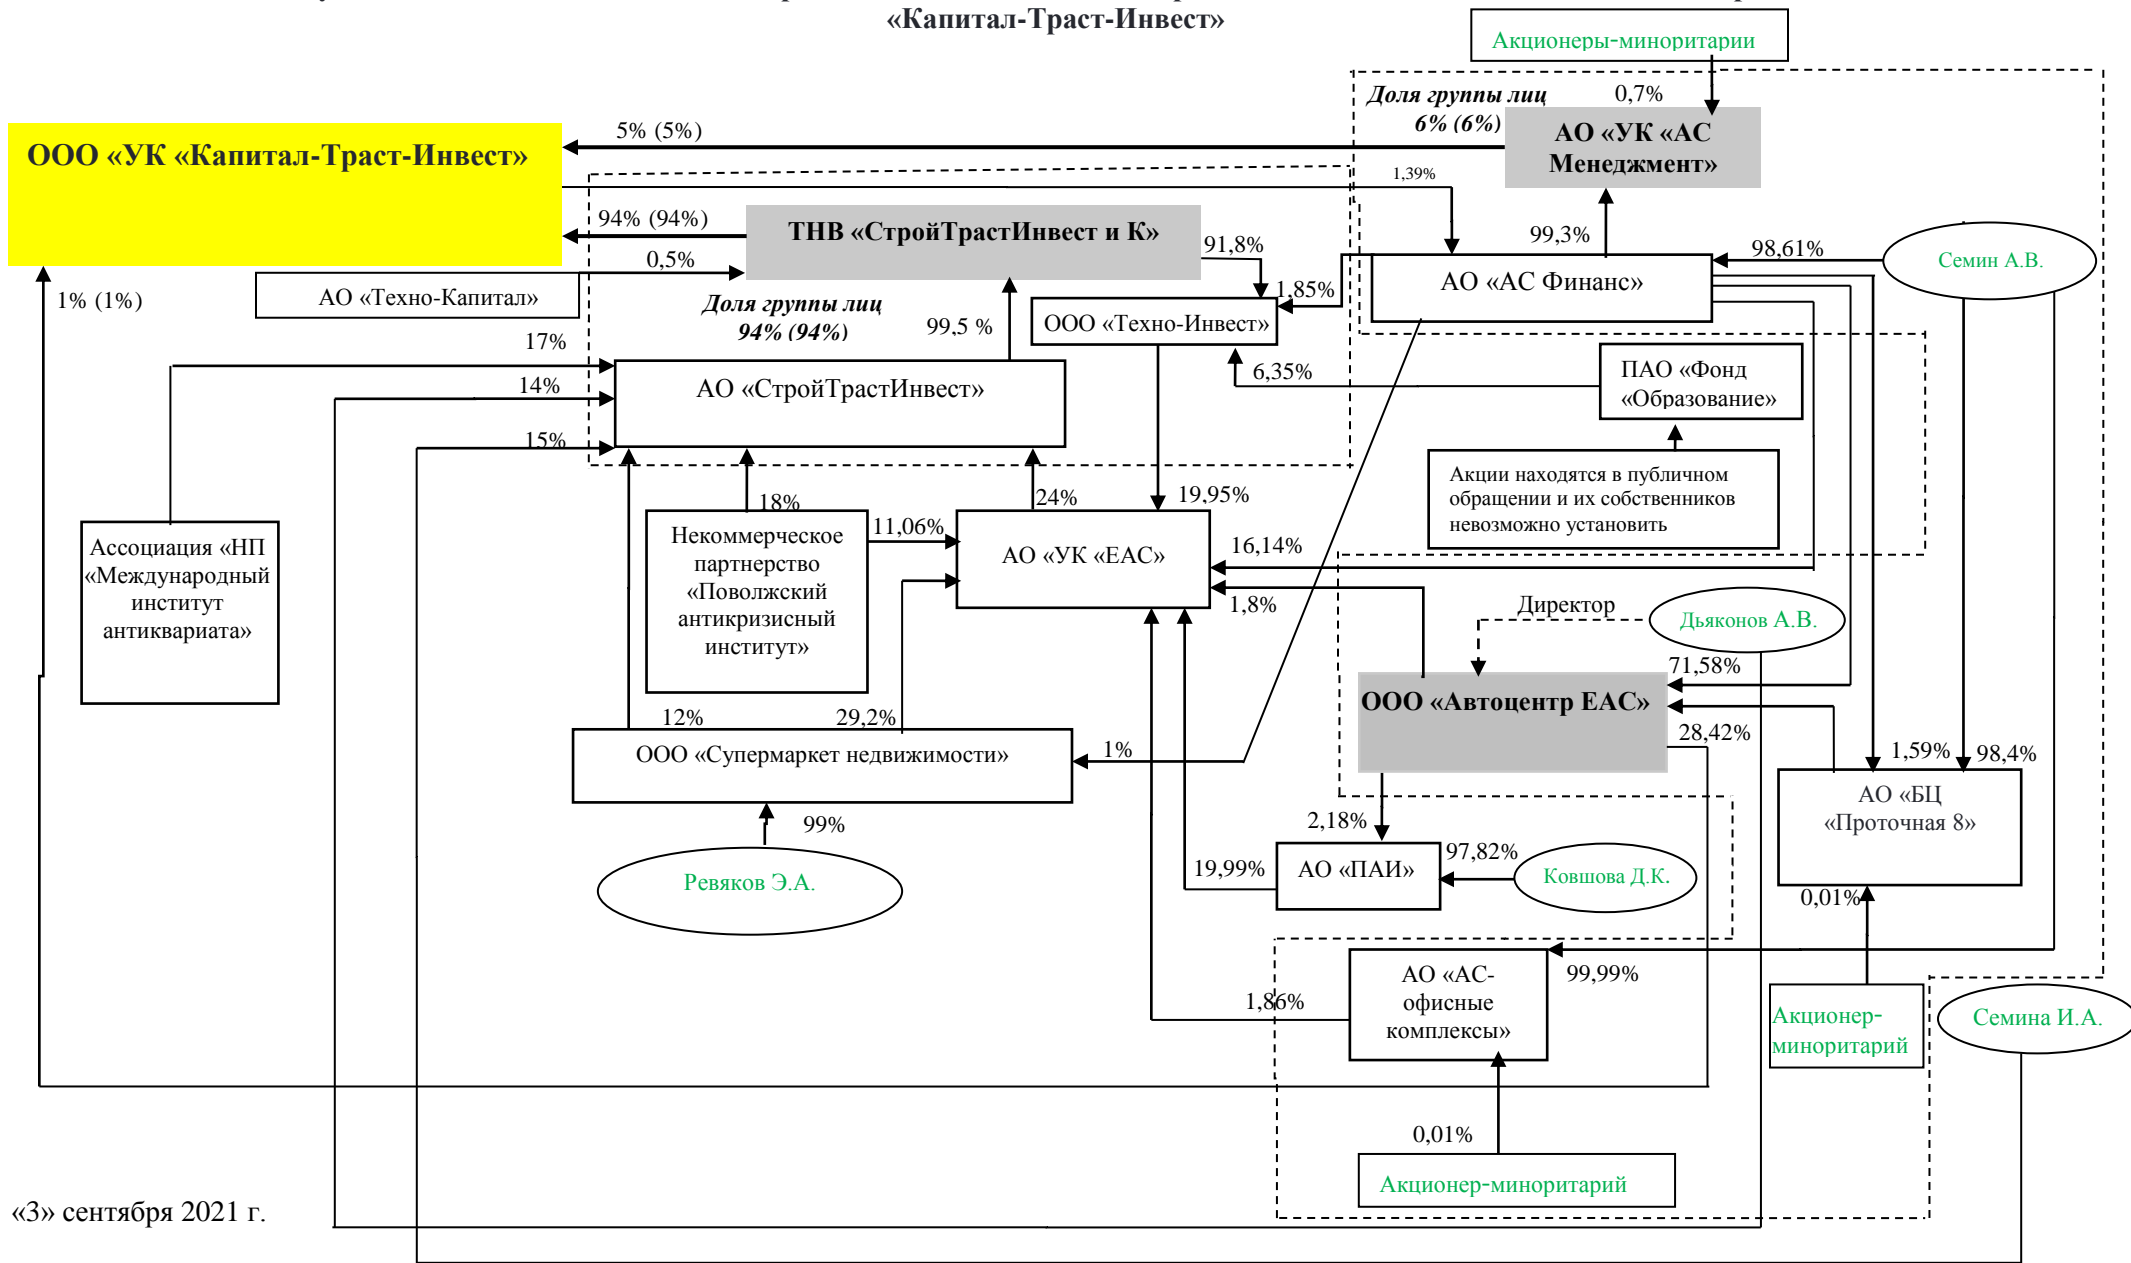 «Капитал-Траст-Инвест»
Акционеры-миноритарии
Доля группы лиц
6% (6%)
0,7%
5% (5%)
ООО «УК «Капитал-Траст-Инвест»
АО «УК «АС
Менеджмент»
1,39%
94% (94%)
ТНВ «СтройТрастИнвест и К»
91,8%
99,3%
98,61%
Семин А.В.
0,5%
1% (1%)
АО «Техно-Капитал»
АО «АС Финанс»
1,85%
Доля группы лиц
94% (94%)
99,5 %
ООО «Техно-Инвест»
17%
14%
15%
АО «СтройТрастИнвест»
6,35%
ПАО «Фонд
«Образование»
Акции находятся в публичном
обращении и их собственников
невозможно установить
18%
24%
19,95%
Ассоциация «НП
«Международный
институт
антиквариата»
Некоммерческое
партнерство
«Поволжский
антикризисный
институт»
11,06%
АО «УК «ЕАС»
16,14%
1,8%
Директор
Дьяконов А.В.
71,58%
ООО «Автоцентр ЕАС»
28,42%
12%
29,2%
ООО «Супермаркет недвижимости»
1%
1,59%
98,4%
АО «БЦ
«Проточная 8»
99%
Ревяков Э.А.
2,18%
19,99%
АО «ПАИ»
97,82%
Ковшова Д.К.
0,01%
АО «АС-
офисные
комплексы»
99,99%
1,86%
Акционер-
миноритарий
Семина И.А.
0,01%
Акционер-миноритарий
«3» сентября 2021 г.